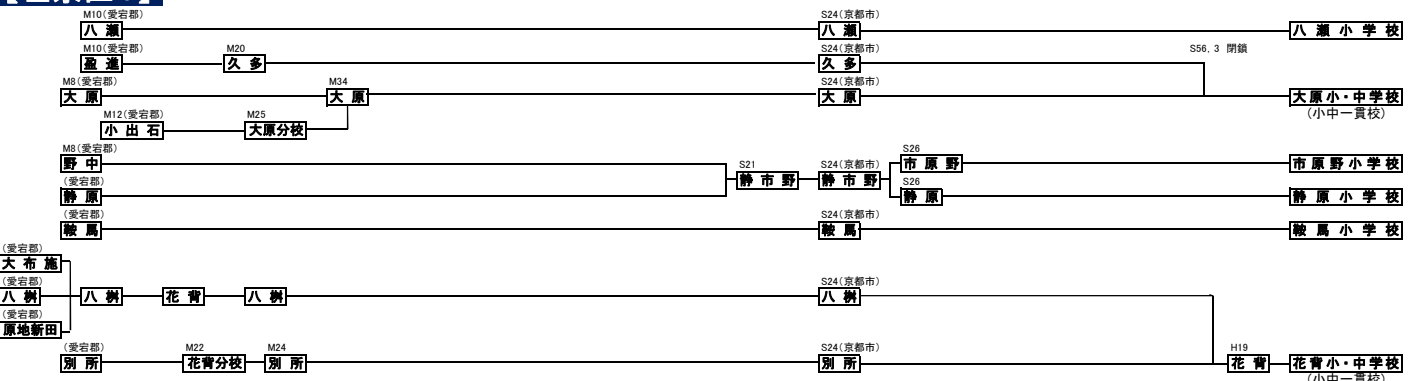 M10(愛宕郡) S24(京都市)
八瀬 八瀬 八瀬小学校
M10(愛宕郡) M20 S24(京都市) S56.3 閉鎖
盈進 久多 久多
M8(愛宕郡) M34 S24(京都市)
大原 大原 大原 大原小・中学校
(小中一貫校)
M12(愛宕郡) M25
小出石 大原分校
M8(愛宕郡) S26
野中 市原野 市原野小学校
S21 S24(京都市)
静市野 静市野
(愛宕郡) S26
静原 静原 静原小学校
(愛宕郡) S24(京都市)
鞍馬 鞍馬 鞍馬小学校
(愛宕郡)
大布施
(愛宕郡) S24(京都市)
八桝 八桝 花背 八桝 八桝
(愛宕郡)
原地新田
(愛宕郡) M22 M24 S24(京都市) H19
別所 花背分校 別所 別所 花背 花背小・中学校
(小中一貫校)